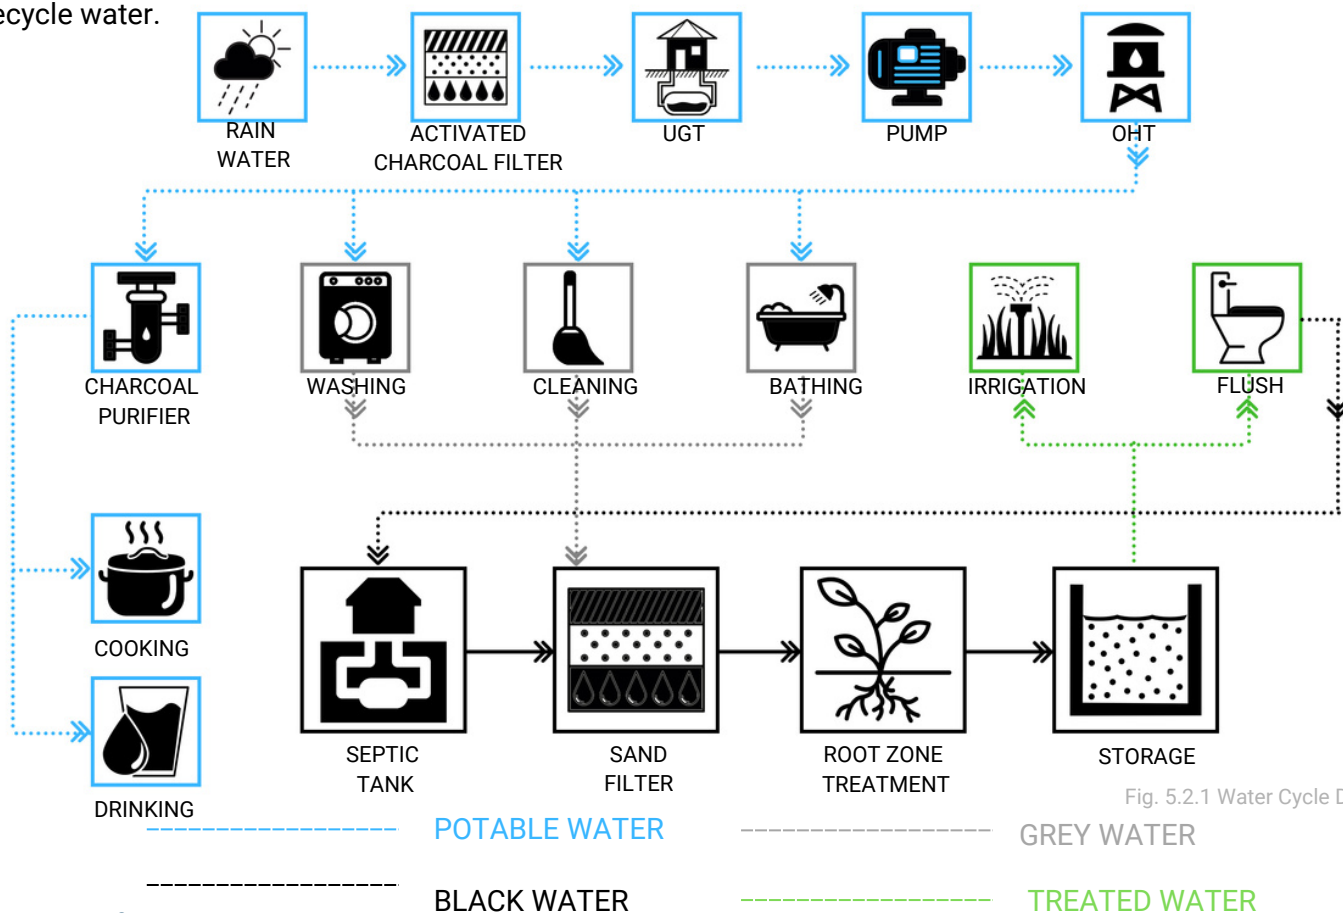 ecycle water.
RAIN
WATER
ACTIVATED
CHARCOAL FILTER
UGT
PUMP
OHT
CHARCOAL
PURIFIER
WASHING
CLEANING
BATHING
IRRIGATION
FLUSH
COOKING
DRINKING
SEPTIC
TANK
SAND
FILTER
ROOT ZONE
TREATMENT
STORAGE
Fig. 5.2.1 Water Cycle D
POTABLE WATER
GREY WATER
BLACK WATER
TREATED WATER